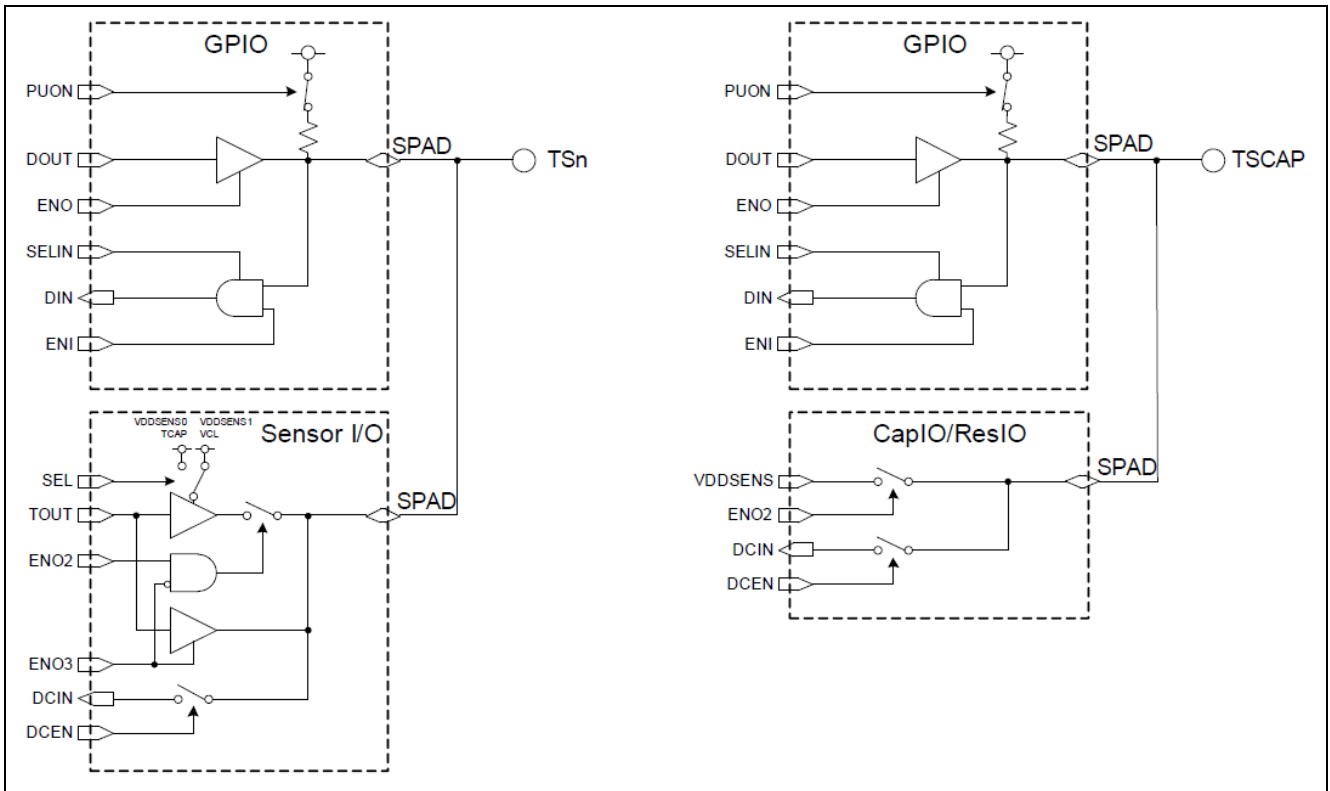 GPIO
PUON
DOUT
SPAD
TSn
ENO
SELIN
DIN
ENI
VDDSENS0 VDDSENS1
TCAP VCL
Sensor I/O
SEL
TOUT
SPAD
ENO2
ENO3
DCIN
DCEN
GPIO
PUON
DOUT
SPAD
TSCAP
ENO
SELIN
DIN
ENI
CapIO/ResIO
VDDSENS
SPAD
ENO2
DCIN
DCEN